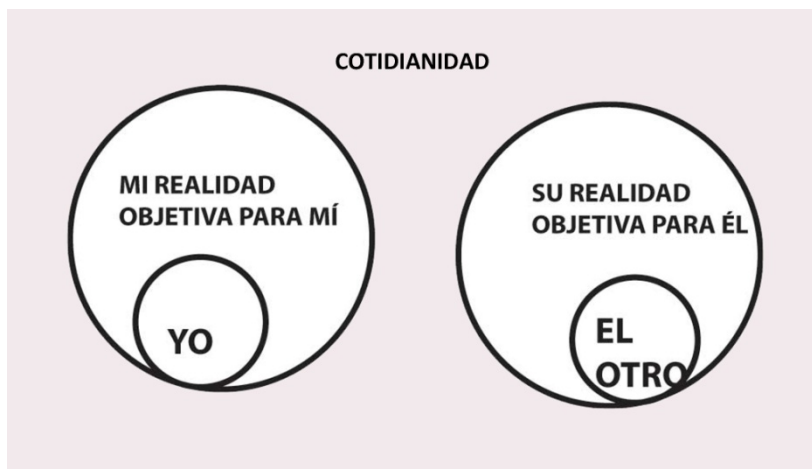 COTIDIANIDAD
MI REALIDAD
OBJETIVA PARA MÍ
YO
SU REALIDAD
OBJETIVA PARA ÉL
EL
OTRO